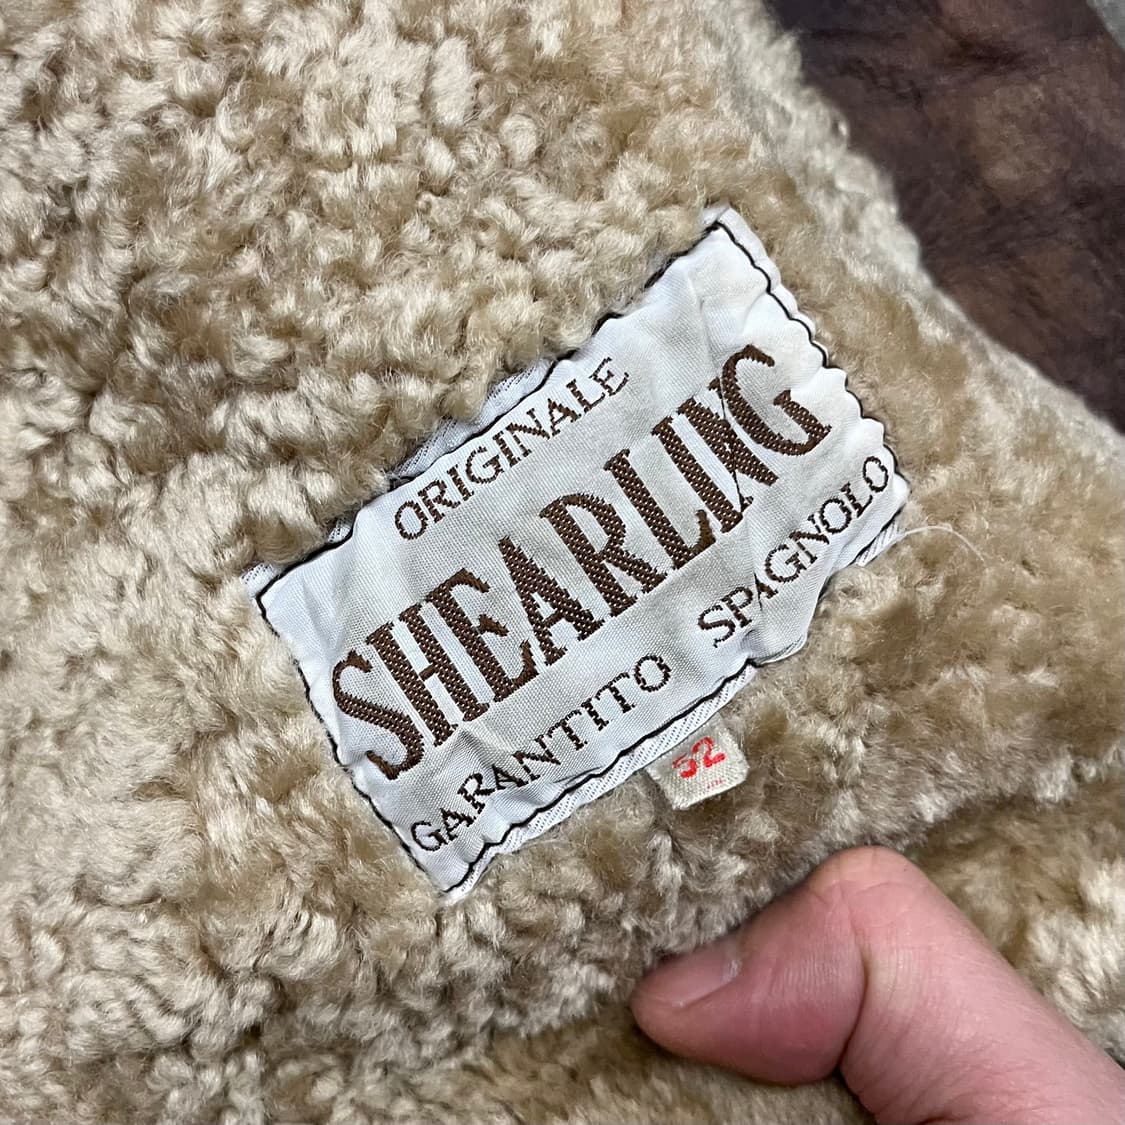 ORIGINALE
SHEARLING
GARANTITO SPAGNOLO
52